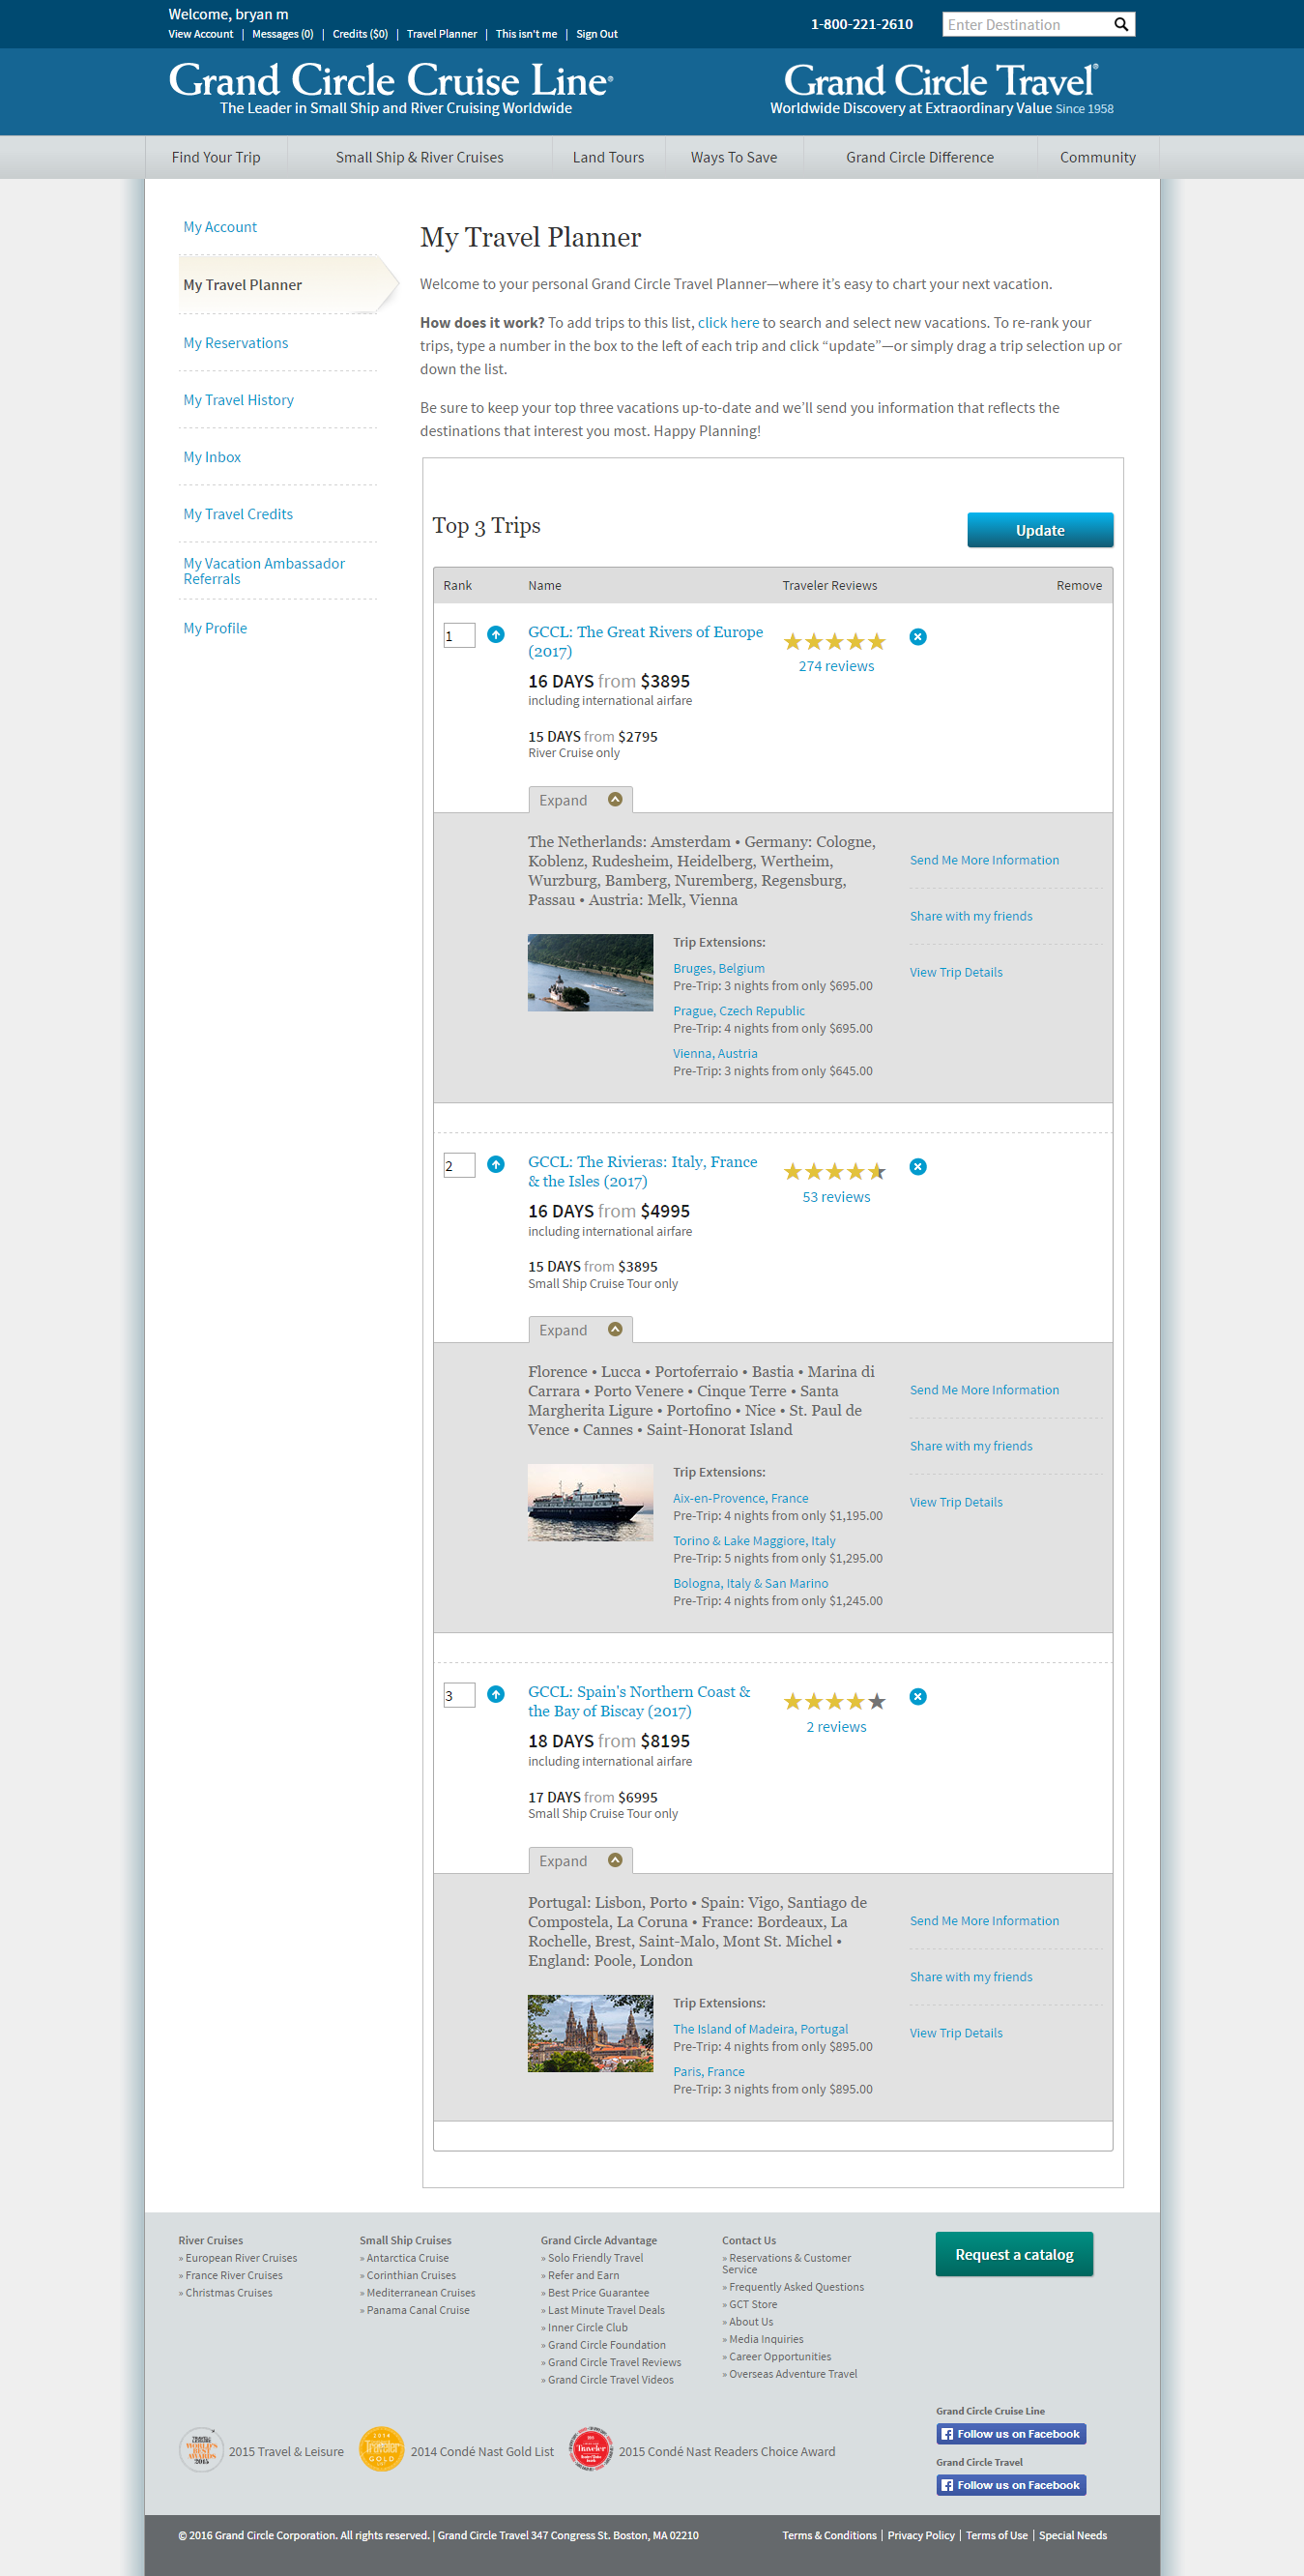 Welcome, bryan m
View Account | Messages (0) | Credits ($0) | Travel Planner | This isn't me | Sign Out
1-800-221-2610
Enter Destination
Grand Circle Cruise Line®
The Leader in Small Ship and River Cruising Worldwide
Grand Circle Travel®
Worldwide Discovery at Extraordinary Value Since 1958
Find Your Trip
Small Ship & River Cruises
Land Tours
Ways To Save
Grand Circle Difference
Community
My Account
My Travel Planner
My Reservations
My Travel History
My Inbox
My Travel Credits
My Vacation Ambassador
Referrals
My Profile
My Travel Planner
Welcome to your personal Grand Circle Travel Planner—where it’s easy to chart your next vacation.
How does it work? To add trips to this list, click here to search and select new vacations. To re-rank your
trips, type a number in the box to the left of each trip and click “update”—or simply drag a trip selection up or
down the list.
Be sure to keep your top three vacations up-to-date and we’ll send you information that reflects the
destinations that interest you most. Happy Planning!
Top 3 Trips
Update
Rank
Name
Traveler Reviews
Remove
1
GCCL: The Great Rivers of Europe
(2017)
274 reviews
16 DAYS from $3895
including international airfare
15 DAYS from $2795
River Cruise only
Expand
The Netherlands: Amsterdam • Germany: Cologne,
Koblenz, Rudesheim, Heidelberg, Wertheim,
Wurzburg, Bamberg, Nuremberg, Regensburg,
Passau • Austria: Melk, Vienna
Trip Extensions:
Bruges, Belgium
Pre-Trip: 3 nights from only $695.00
Prague, Czech Republic
Pre-Trip: 4 nights from only $695.00
Vienna, Austria
Pre-Trip: 3 nights from only $645.00
Send Me More Information
Share with my friends
View Trip Details
2
GCCL: The Rivieras: Italy, France
& the Isles (2017)
53 reviews
16 DAYS from $4995
including international airfare
15 DAYS from $3895
Small Ship Cruise Tour only
Expand
Florence • Lucca • Portoferraio • Bastia • Marina di
Carrara • Porto Venere • Cinque Terre • Santa
Margherita Ligure • Portofino • Nice • St. Paul de
Vence • Cannes • Saint-Honorat Island
Trip Extensions:
Aix-en-Provence, France
Pre-Trip: 4 nights from only $1,195.00
Torino & Lake Maggiore, Italy
Pre-Trip: 5 nights from only $1,295.00
Bologna, Italy & San Marino
Pre-Trip: 4 nights from only $1,245.00
Send Me More Information
Share with my friends
View Trip Details
3
GCCL: Spain's Northern Coast &
the Bay of Biscay (2017)
2 reviews
18 DAYS from $8195
including international airfare
17 DAYS from $6995
Small Ship Cruise Tour only
Expand
Portugal: Lisbon, Porto • Spain: Vigo, Santiago de
Compostela, La Coruna • France: Bordeaux, La
Rochelle, Brest, Saint-Malo, Mont St. Michel •
England: Poole, London
Trip Extensions:
The Island of Madeira, Portugal
Pre-Trip: 4 nights from only $895.00
Paris, France
Pre-Trip: 3 nights from only $895.00
Send Me More Information
Share with my friends
View Trip Details
River Cruises
» European River Cruises
» France River Cruises
» Christmas Cruises
Small Ship Cruises
» Antarctica Cruise
» Corinthian Cruises
» Mediterranean Cruises
» Panama Canal Cruise
Grand Circle Advantage
» Solo Friendly Travel
» Refer and Earn
» Best Price Guarantee
» Last Minute Travel Deals
» Inner Circle Club
» Grand Circle Foundation
» Grand Circle Travel Reviews
» Grand Circle Travel Videos
Contact Us
» Reservations & Customer
Service
» Frequently Asked Questions
» GCT Store
» About Us
» Media Inquiries
» Career Opportunities
» Overseas Adventure Travel
Request a catalog
WORLD'S
BEST
AWARDS
2015
2015 Travel & Leisure
2014
Traveler
GOLD
2014 Condé Nast Gold List
Traveler
2015 Condé Nast Readers Choice Award
Grand Circle Cruise Line
Follow us on Facebook
Grand Circle Travel
Follow us on Facebook
© 2016 Grand Circle Corporation. All rights reserved. | Grand Circle Travel 347 Congress St. Boston, MA 02210
Terms & Conditions | Privacy Policy | Terms of Use | Special Needs